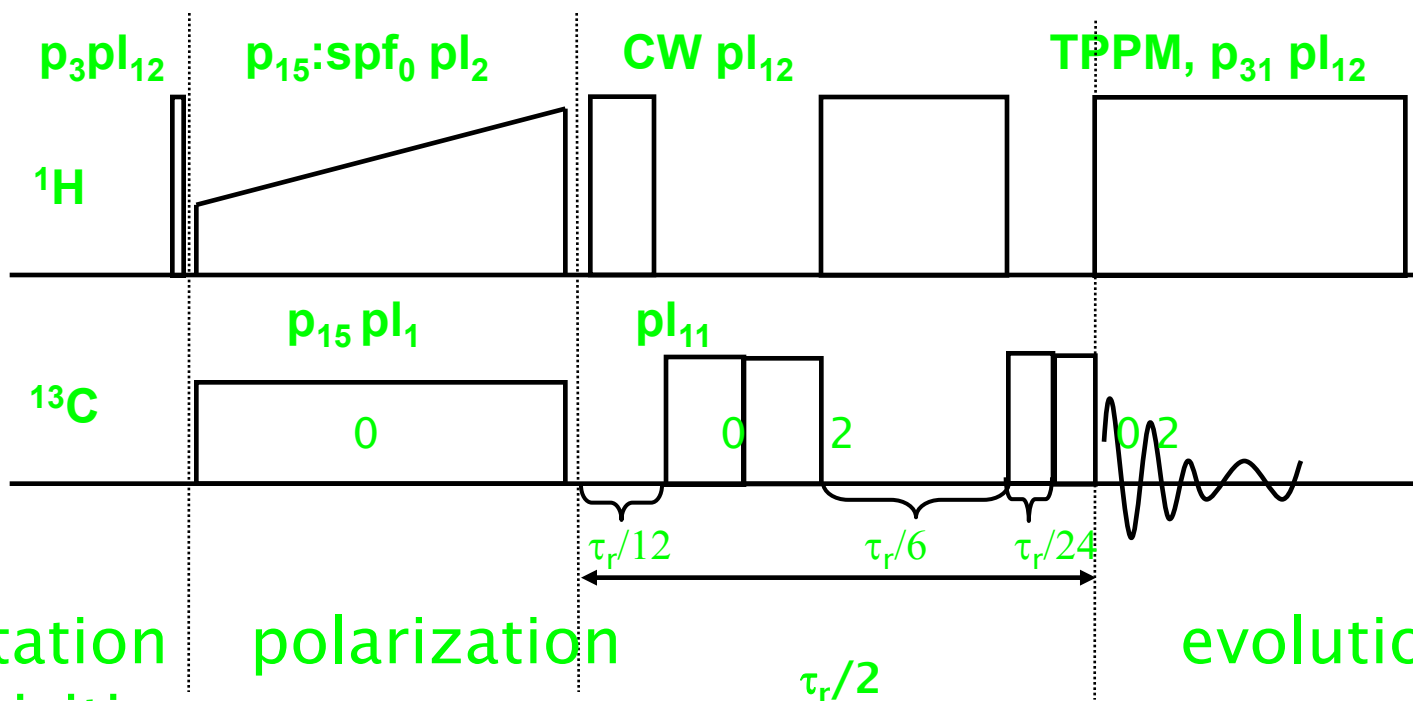 p₃pl₁₂ p₁₅:spf₀ pl₂ CW pl₁₂ TPPM, p₃₁ pl₁₂
¹H
p₁₅ pl₁ pl₁₁
¹³C
0 0 2 0 2
τᵣ/12 τᵣ/6 τᵣ/24
tation polarization evolutio
τᵣ/2